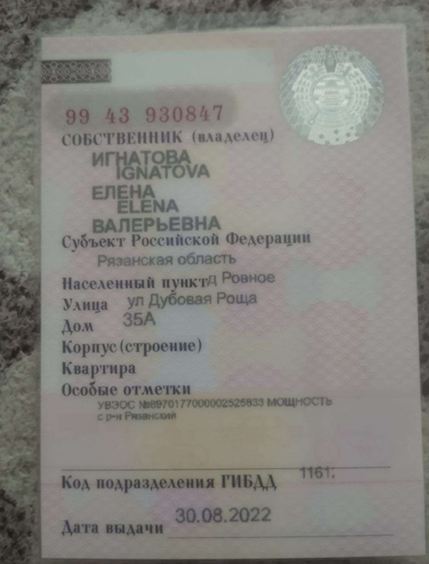 99 43 930847
СОБСТВЕННИК (владелец)
ИГНАТОВА
IGNATOVA
ЕЛЕНА
ELENA
ВАЛЕРЬЕВНА
Субъект Российской Федерации
Рязанская область
Населенный пункт д Ровное
Улица ул Дубовая Роща
Дом 35А
Корпус (строение)
Квартира
Особые отметки
УВЭОС №8970177000002525833 МОЩНОСТЬ
с р-н Рязанский
Код подразделения ГИБДД 1161.
Дата выдачи 30.08.2022